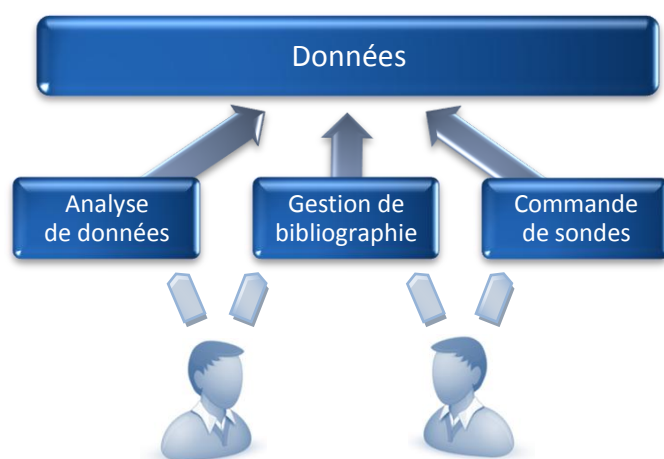 Données
Analyse
de données
Gestion de
bibliographie
Commande
de sondes